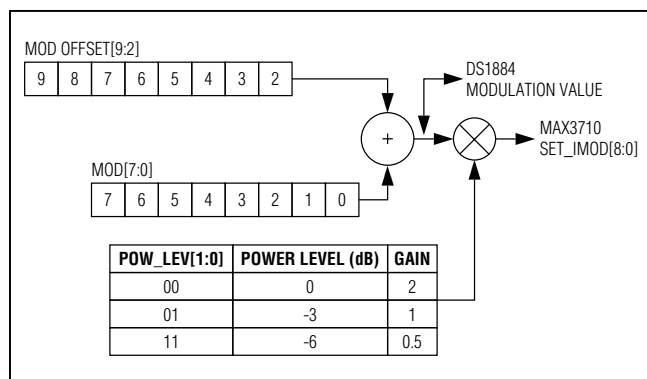 MOD OFFSET[9:2]
9 8 7 6 5 4 3 2
DS1884
MODULATION VALUE
+
MAX3710
SET_IMOD[8:0]
MOD[7:0]
7 6 5 4 3 2 1 0
POW_LEV[1:0] POWER LEVEL (dB) GAIN
00 0 2
01 -3 1
11 -6 0.5